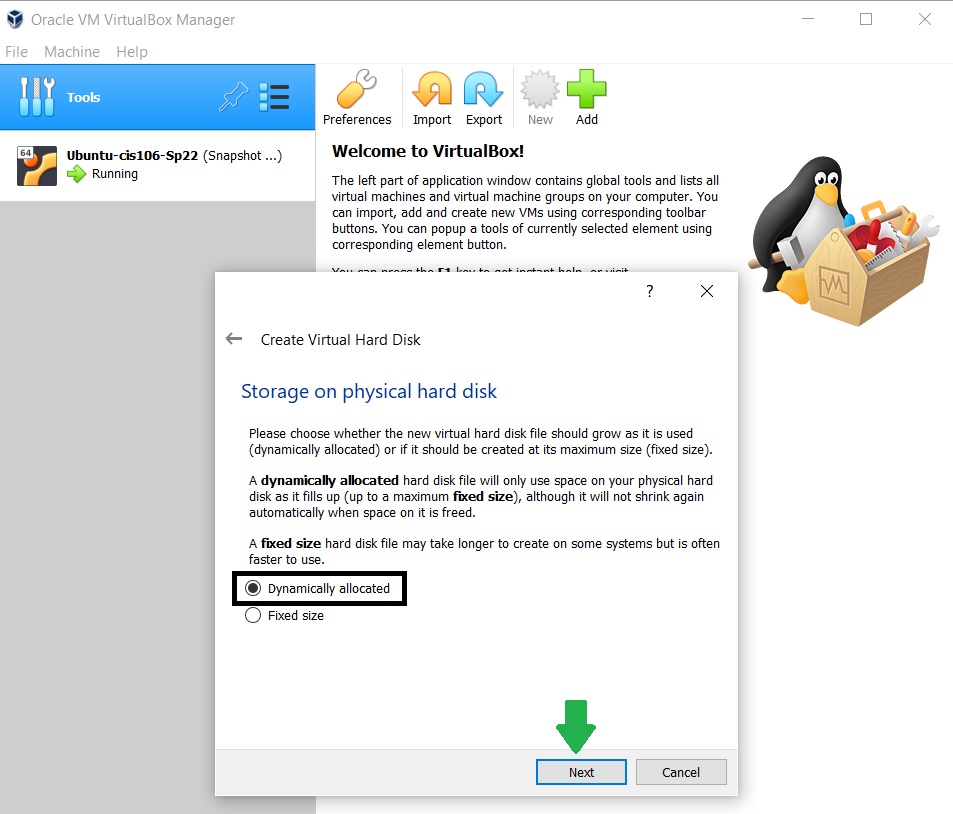 Oracle VM VirtualBox Manager
File Machine Help
Tools
Preferences Import Export New Add
64
Ubuntu-cis106-Sp22 (Snapshot ...)
Running
Welcome to VirtualBox!
The left part of application window contains global tools and lists all
virtual machines and virtual machine groups on your computer. You
can import, add and create new VMs using corresponding toolbar
buttons. You can popup a tools of currently selected element using
corresponding element button.
You can press the F1 key to get instant help, or visit
?
Create Virtual Hard Disk
Storage on physical hard disk
Please choose whether the new virtual hard disk file should grow as it is used
(dynamically allocated) or if it should be created at its maximum size (fixed size).
A dynamically allocated hard disk file will only use space on your physical hard
disk as it fills up (up to a maximum fixed size), although it will not shrink again
automatically when space on it is freed.
A fixed size hard disk file may take longer to create on some systems but is often
faster to use.
Dynamically allocated
Fixed size
Next Cancel